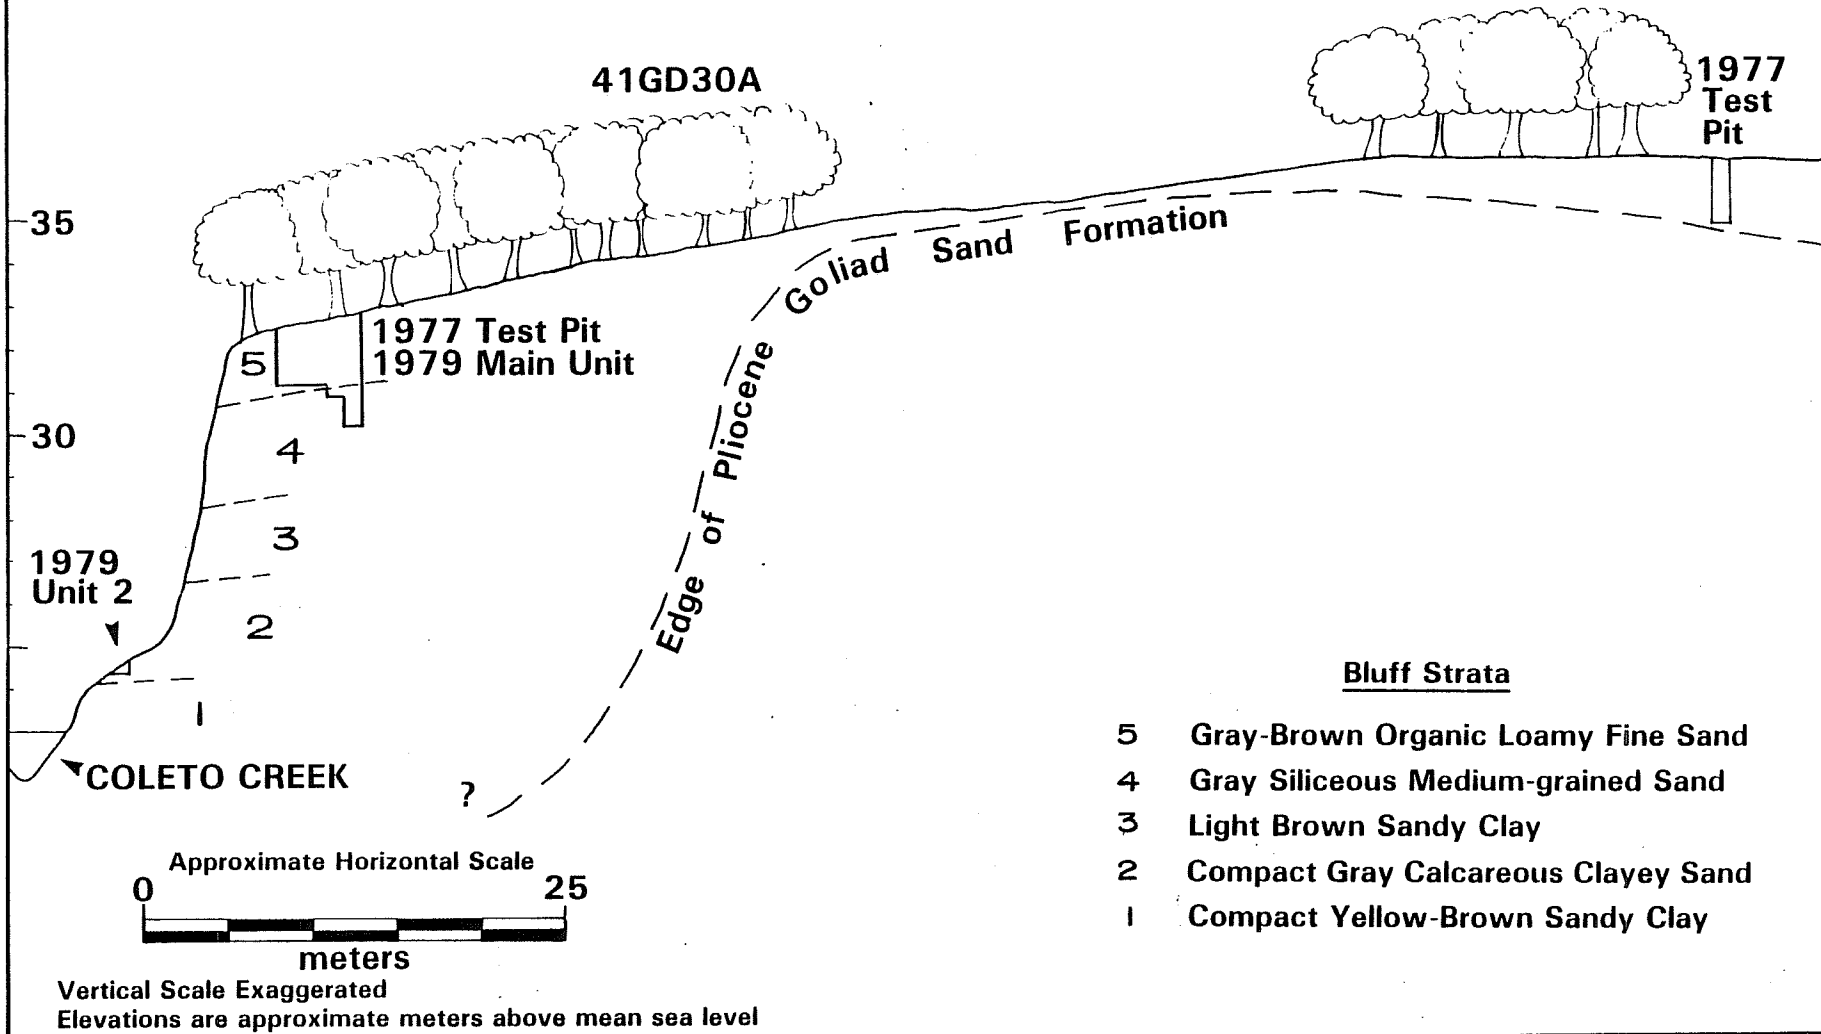 41GD30A
1977
Test
Pit
35
Edge of Pliocene Goliad Sand Formation
1977 Test Pit
1979 Main Unit
5
30
4
3
1979
Unit 2
2
1
COLETO CREEK
?
Bluff Strata
5 Gray-Brown Organic Loamy Fine Sand
4 Gray Siliceous Medium-grained Sand
3 Light Brown Sandy Clay
2 Compact Gray Calcareous Clayey Sand
1 Compact Yellow-Brown Sandy Clay
Approximate Horizontal Scale
0 25
meters
Vertical Scale Exaggerated
Elevations are approximate meters above mean sea level